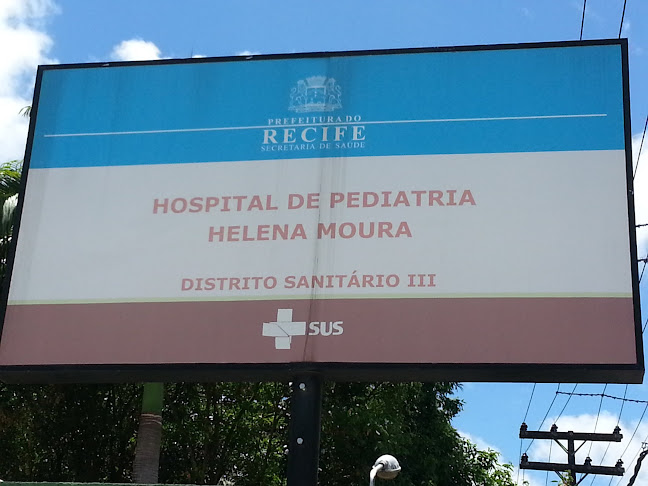 PREFEITURA DO
RECIFE
SECRETARIA DE SAÚDE
HOSPITAL DE PEDIATRIA
HELENA MOURA
DISTRITO SANITÁRIO III
SUS